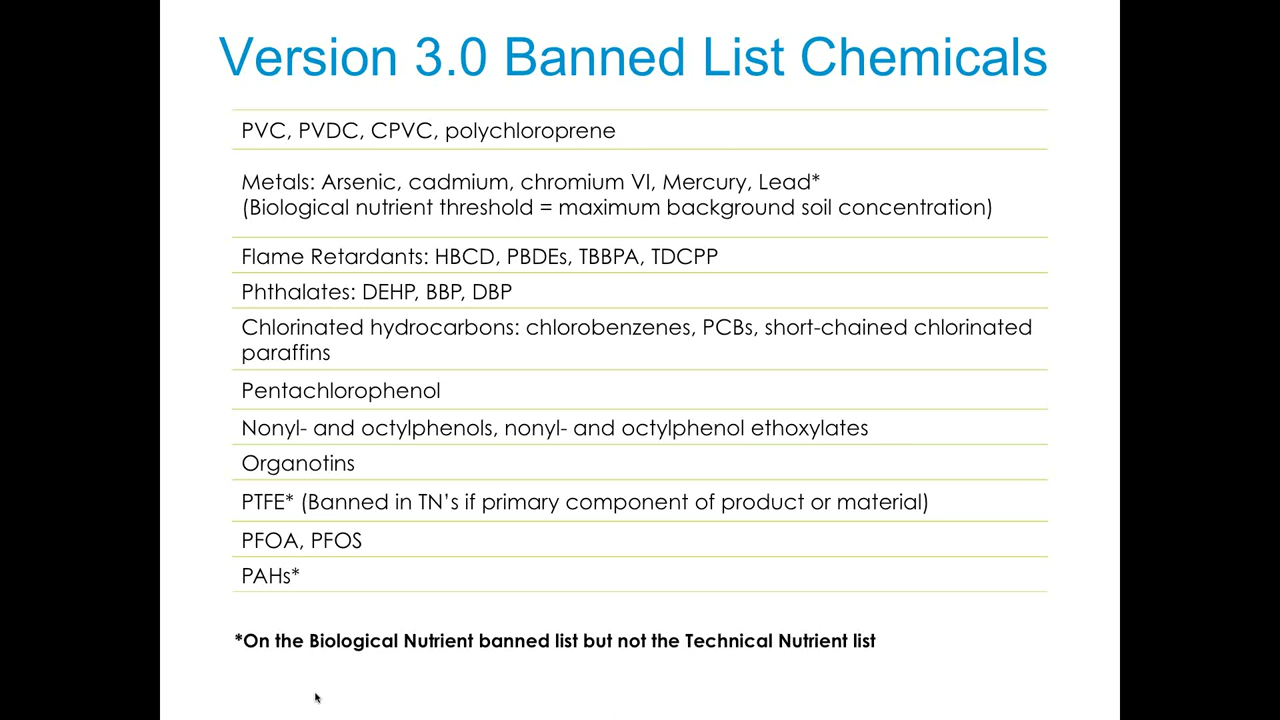 Version 3.0 Banned List Chemicals
PVC, PVDC, CPVC, polychloroprene
Metals: Arsenic, cadmium, chromium VI, Mercury, Lead*
(Biological nutrient threshold = maximum background soil concentration)
Flame Retardants: HBCD, PBDEs, TBBPA, TDCPP
Phthalates: DEHP, BBP, DBP
Chlorinated hydrocarbons: chlorobenzenes, PCBs, short-chained chlorinated
paraffins
Pentachlorophenol
Nonyl- and octylphenols, nonyl- and octylphenol ethoxylates
Organotins
PTFE* (Banned in TN’s if primary component of product or material)
PFOA, PFOS
PAHs*
*On the Biological Nutrient banned list but not the Technical Nutrient list